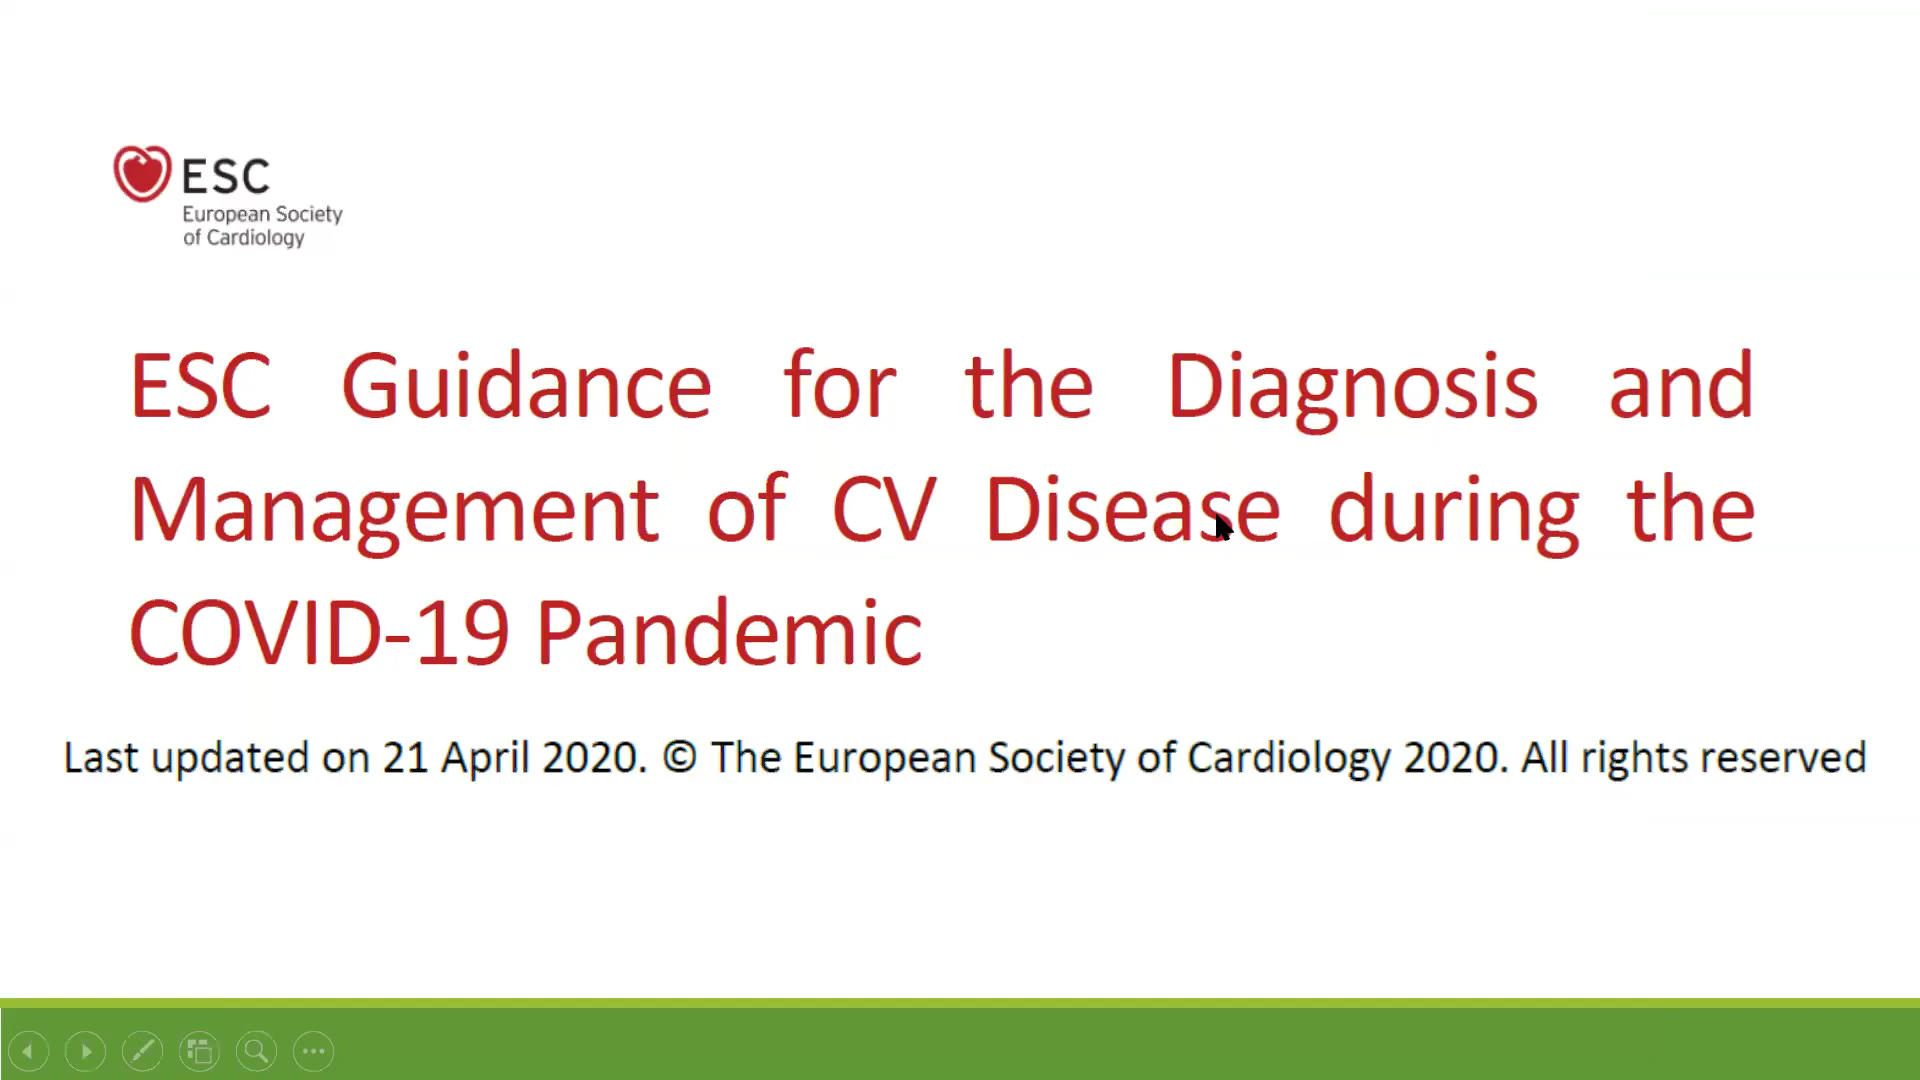 ESC
European Society
of Cardiology
ESC Guidance for the Diagnosis and
Management of CV Disease during the
COVID-19 Pandemic
Last updated on 21 April 2020. © The European Society of Cardiology 2020. All rights reserved